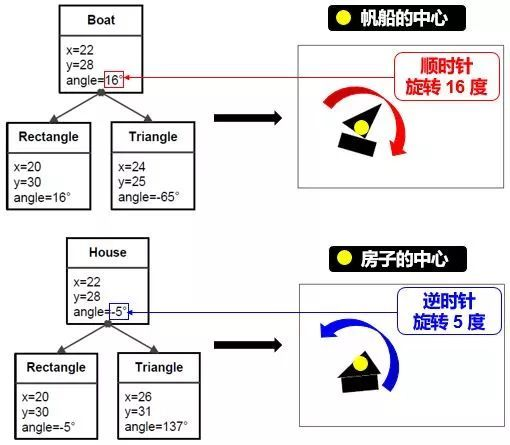 Boat
x=22
y=28
angle=16°
Rectangle
x=20
y=30
angle=16°
Triangle
x=24
y=25
angle=-65°
帆船的中心
顺时针
旋转 16 度
House
x=22
y=28
angle=-5°
Rectangle
x=20
y=30
angle=-5°
Triangle
x=26
y=31
angle=137°
房子的中心
逆时针
旋转 5 度